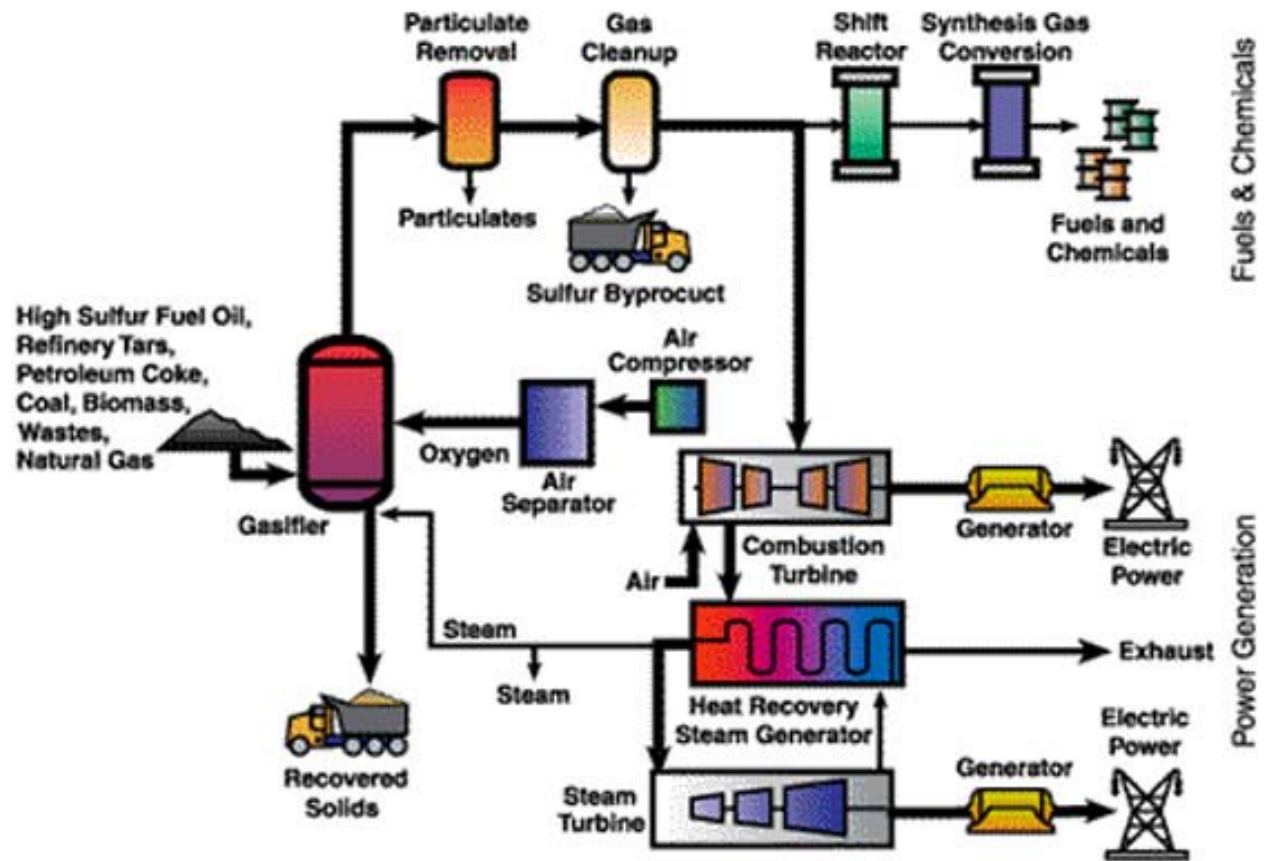 Particulate
Removal
Gas
Cleanup
Shift
Reactor
Synthesis Gas
Conversion
Fuels & Chemicals
Particulates
Sulfur Byprocuct
Fuels and
Chemicals
High Sulfur Fuel Oil,
Refinery Tars,
Petroleum Coke,
Coal, Biomass,
Wastes,
Natural Gas
Air
Compressor
Oxygen
Air
Separator
Gasifier
Combustion
Turbine
Air
Generator
Electric
Power
Power Generation
Steam
Steam
Exhaust
Heat Recovery
Steam Generator
Recovered
Solids
Steam
Turbine
Generator
Electric
Power